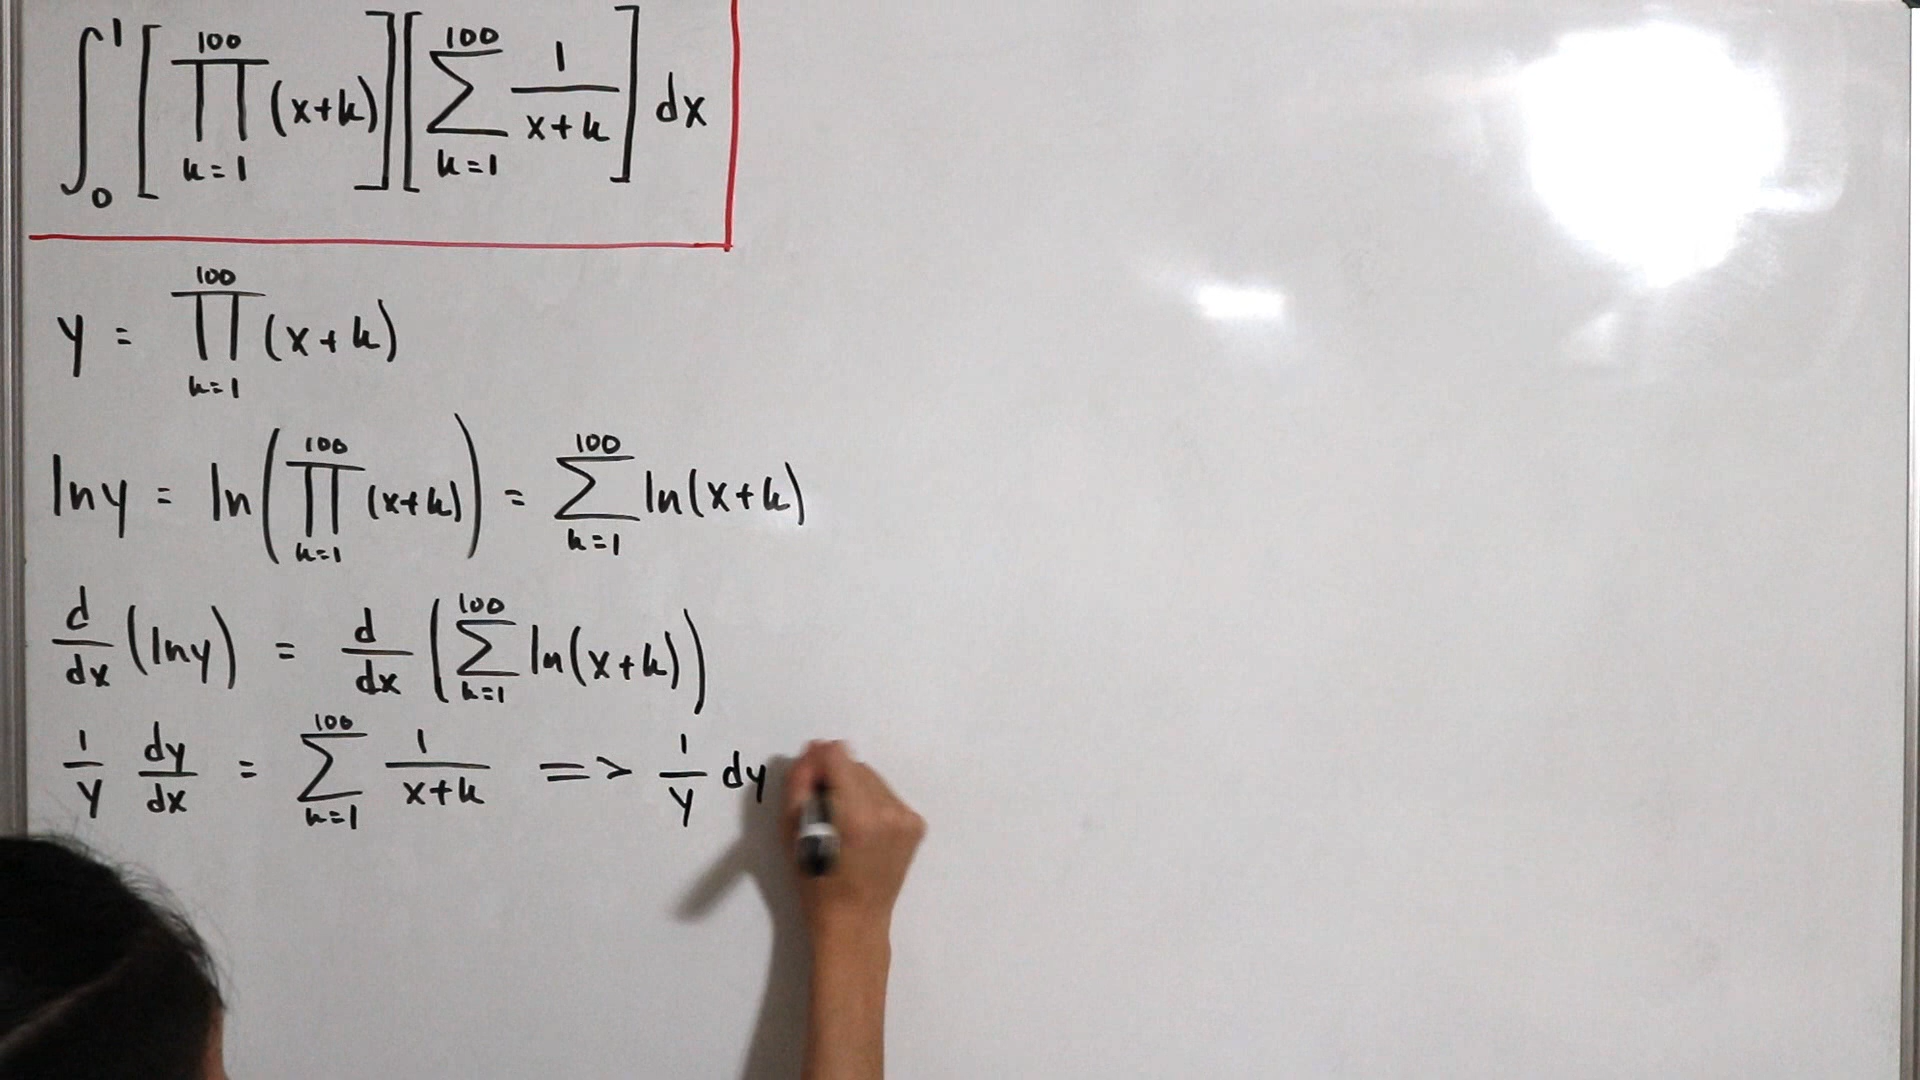 ∫₀¹ [∏_{k=1}^{100} (x+k)] [∑_{k=1}^{100} 1/(x+k)] dx
y = ∏_{k=1}^{100} (x+k)
ln y = ln(∏_{k=1}^{100} (x+k)) = ∑_{k=1}^{100} ln(x+k)
d/dx (ln y) = d/dx (∑_{k=1}^{100} ln(x+k))
1/y dy/dx = ∑_{k=1}^{100} 1/(x+k) => 1/y dy